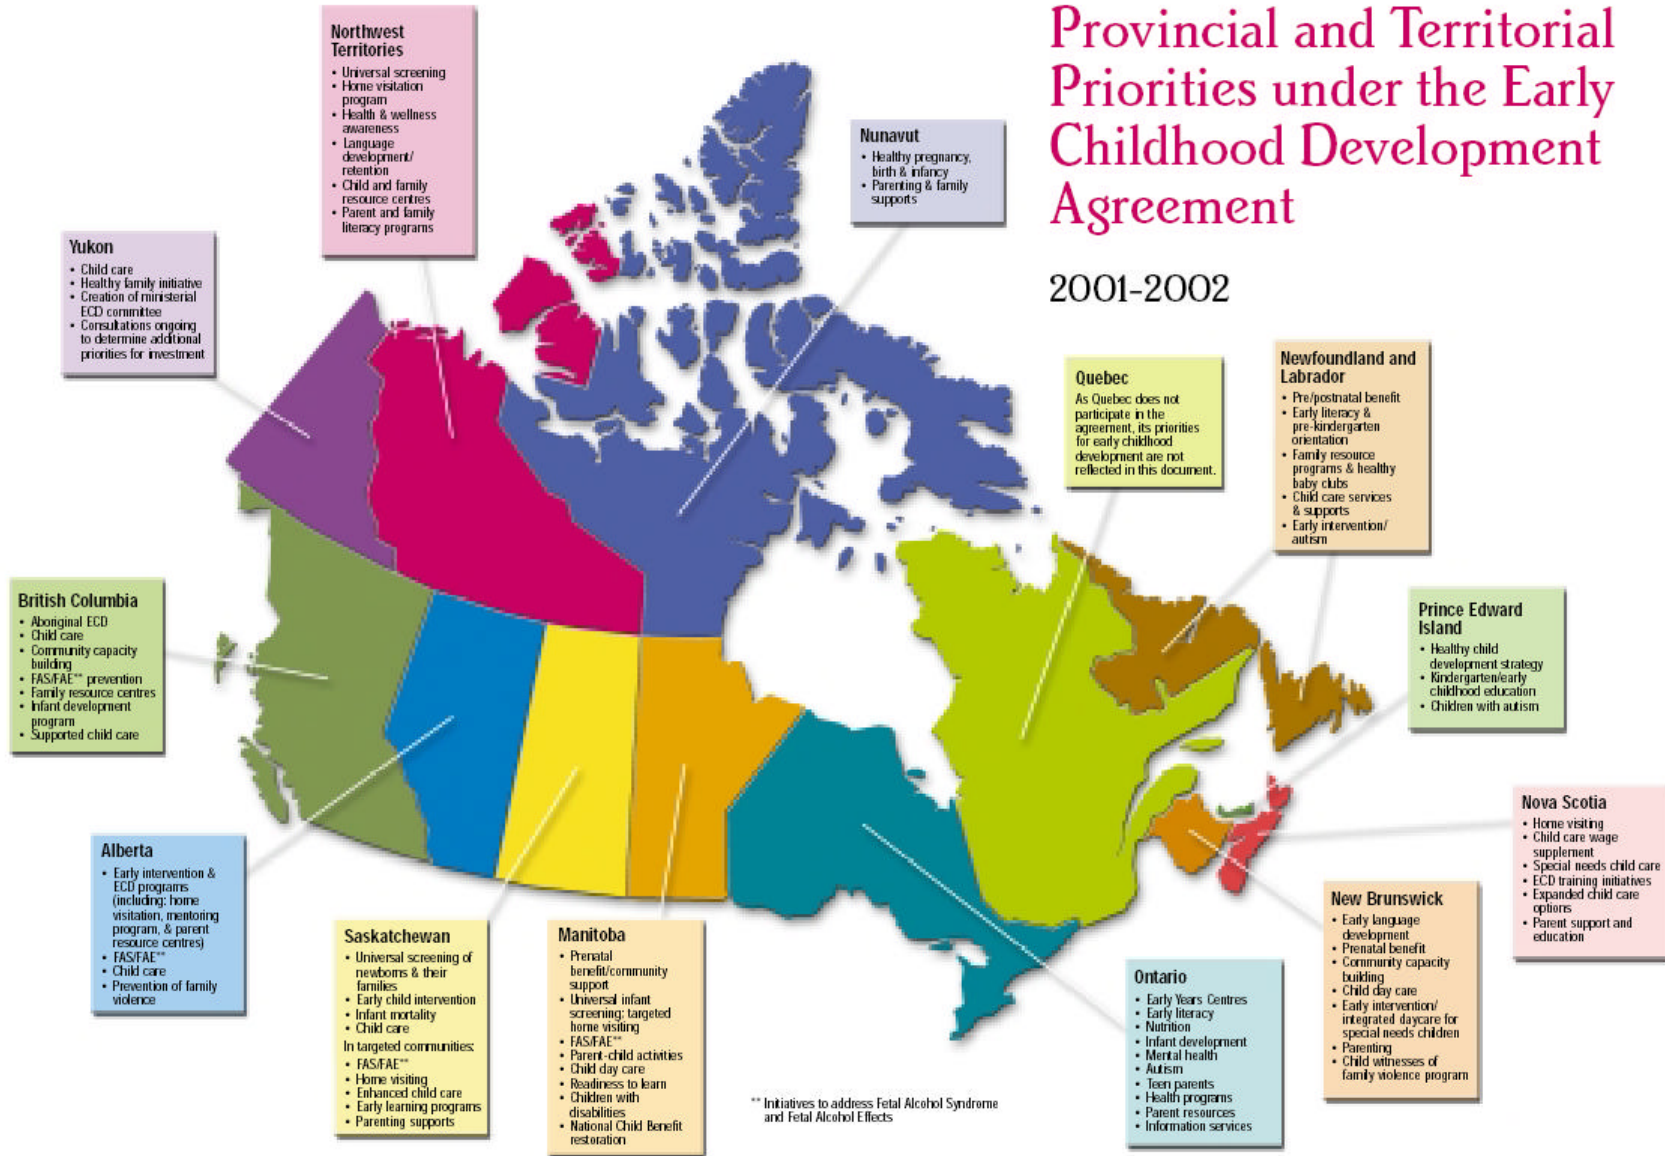 Provincial and Territorial
Priorities under the Early
Childhood Development
Agreement
2001-2002
Northwest
Territories
• Universal screening
• Home visitation
program
• Health & wellness
awareness
• Language
development/
retention
• Child and family
resource centres
• Parent and family
literacy programs
Nunavut
• Healthy pregnancy,
birth & infancy
• Parenting & family
supports
Yukon
• Child care
• Healthy family initiative
• Creation of ministerial
ECD committee
• Consultations ongoing
to determine additional
priorities for investment
Quebec
As Quebec does not
participate in the
agreement, its priorities
for early childhood
development are not
reflected in this document.
Newfoundland and
Labrador
• Pre/postnatal benefit
• Early literacy &
pre-kindergarten
orientation
• Family resource
programs & healthy
baby clubs
• Child care services
& supports
• Early intervention/
autism
British Columbia
• Aboriginal ECD
• Child care
• Community capacity
building
• FAS/FAE** prevention
• Family resource centres
• Infant development
program
• Supported child care
Prince Edward
Island
• Healthy child
development strategy
• Kindergarten/early
childhood education
• Children with autism
Nova Scotia
• Home visiting
• Child care wage
supplement
• Special needs child care
• ECD training initiatives
• Expanded child care
options
• Parent support and
education
Alberta
• Early intervention &
ECD programs
(including: home
visitation, mentoring
program, & parent
resource centres)
• FAS/FAE**
• Child care
• Prevention of family
violence
Saskatchewan
• Universal screening of
newborns & their
families
• Early child intervention
• Infant mortality
• Child care
In targeted communities:
• FAS/FAE**
• Home visiting
• Enhanced child care
• Early learning programs
• Parenting supports
Manitoba
• Prenatal
benefit/community
support
• Universal infant
screening: targeted
home visiting
• FAS/FAE**
• Parent-child activities
• Child day care
• Readiness to learn
• Children with
disabilities
• National Child Benefit
restoration
Ontario
• Early Years Centres
• Early literacy
• Nutrition
• Infant development
• Mental health
• Autism
• Teen parents
• Health programs
• Parent resources
• Information services
New Brunswick
• Early language
development
• Prenatal benefit
• Community capacity
building
• Child day care
• Early intervention/
integrated daycare for
special needs children
• Parenting
• Child witnesses of
family violence program
** Initiatives to address Fetal Alcohol Syndrome
and Fetal Alcohol Effects